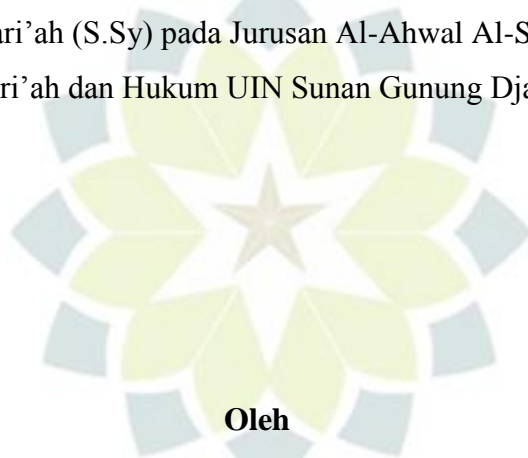 ari’ah (S.Sy) pada Jurusan Al-Ahwal Al-S
ri’ah dan Hukum UIN Sunan Gunung Dja
Oleh